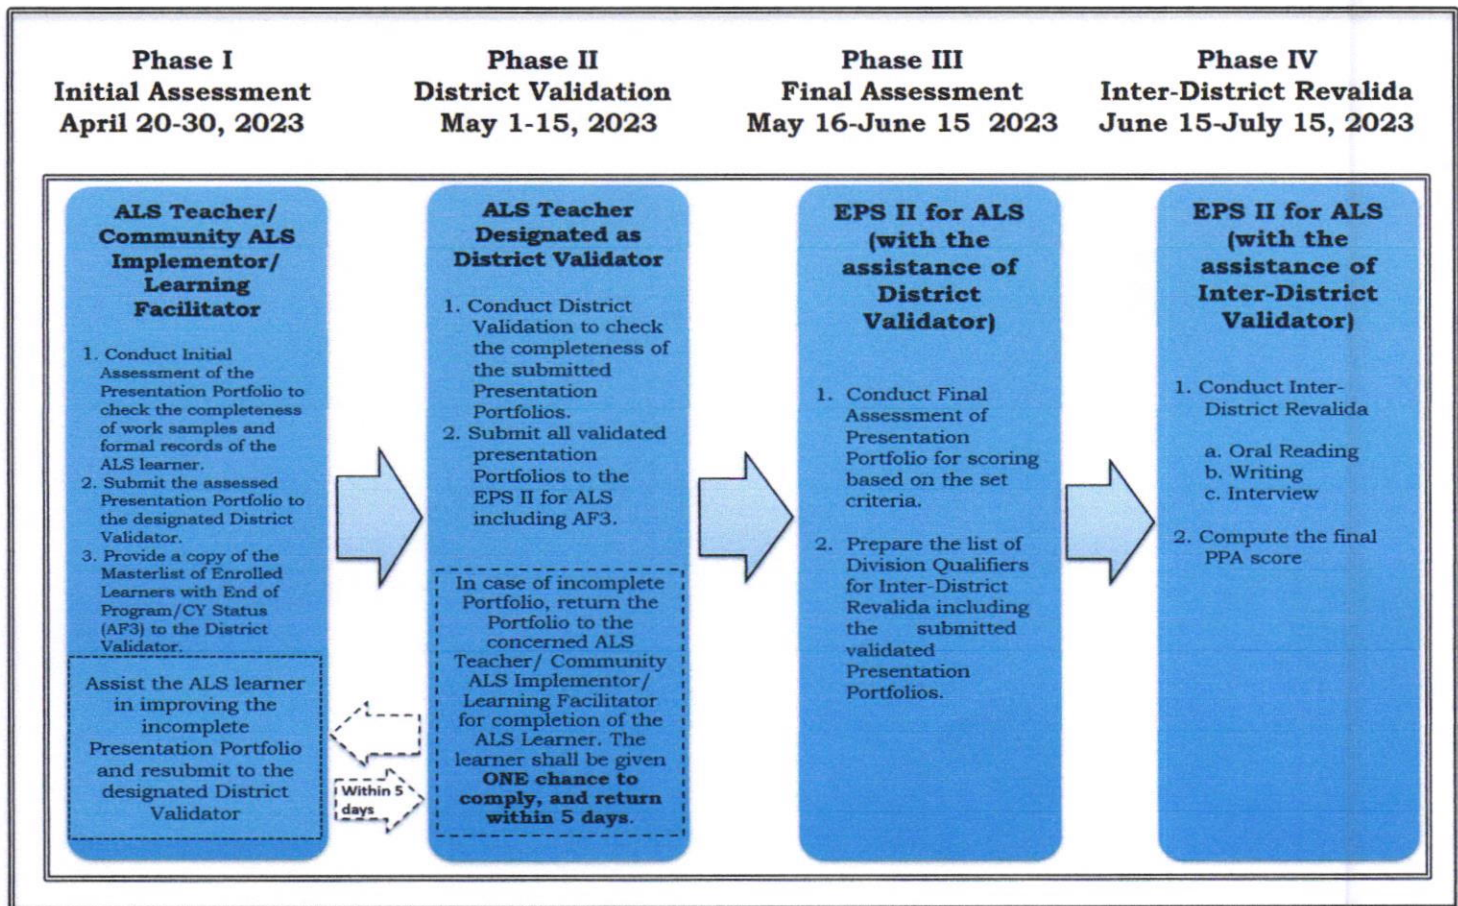 Phase I
Initial Assessment
April 20-30, 2023
Phase II
District Validation
May 1-15, 2023
Phase III
Final Assessment
May 16-June 15 2023
Phase IV
Inter-District Revalida
June 15-July 15, 2023
ALS Teacher/
Community ALS
Implementor/
Learning
Facilitator
1. Conduct Initial
Assessment of the
Presentation Portfolio to
check the completeness
of work samples and
formal records of the
ALS learner.
2. Submit the assessed
Presentation Portfolio to
the designated District
Validator.
3. Provide a copy of the
Masterlist of Enrolled
Learners with End of
Program/CY Status
(AF3) to the District
Validator.
Assist the ALS learner
in improving the
incomplete
Presentation Portfolio
and resubmit to the
designated District
Validator
Within 5
days
ALS Teacher
Designated as
District Validator
1. Conduct District
Validation to check
the completeness of
the submitted
Presentation
Portfolios.
2. Submit all validated
presentation
Portfolios to the
EPS II for ALS
including AF3.
In case of incomplete
Portfolio, return the
Portfolio to the
concerned ALS
Teacher/ Community
ALS Implementor/
Learning Facilitator
for completion of the
ALS Learner. The
learner shall be given
ONE chance to
comply, and return
within 5 days.
EPS II for ALS
(with the
assistance of
District
Validator)
1. Conduct Final
Assessment of
Presentation
Portfolio for scoring
based on the set
criteria.
2. Prepare the list of
Division Qualifiers
for Inter-District
Revalida including
the submitted
validated
Presentation
Portfolios.
EPS II for ALS
(with the
assistance of
Inter-District
Validator)
1. Conduct Inter-
District Revalida
a. Oral Reading
b. Writing
c. Interview
2. Compute the final
PPA score